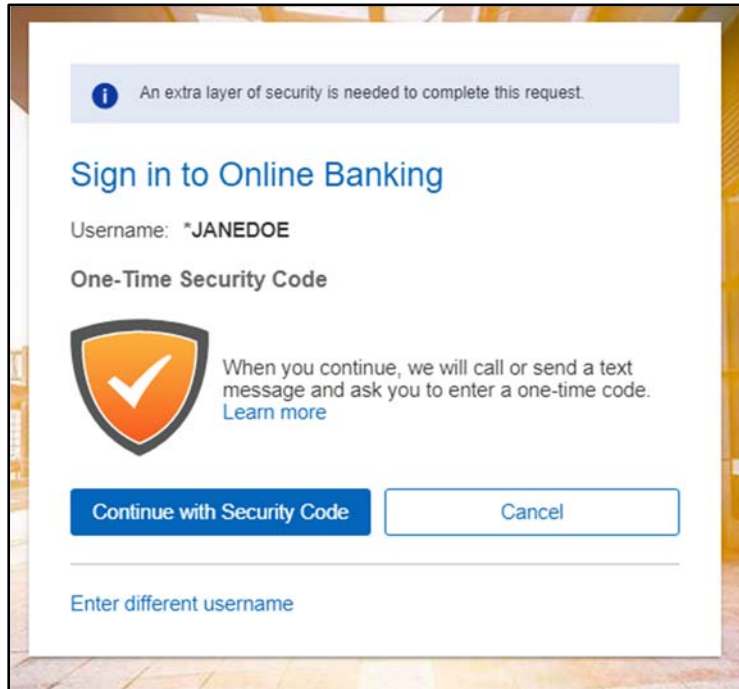 An extra layer of security is needed to complete this request.
Sign in to Online Banking
Username: *JANEDOE
One-Time Security Code
When you continue, we will call or send a text
message and ask you to enter a one-time code.
Learn more
Continue with Security Code
Cancel
Enter different username